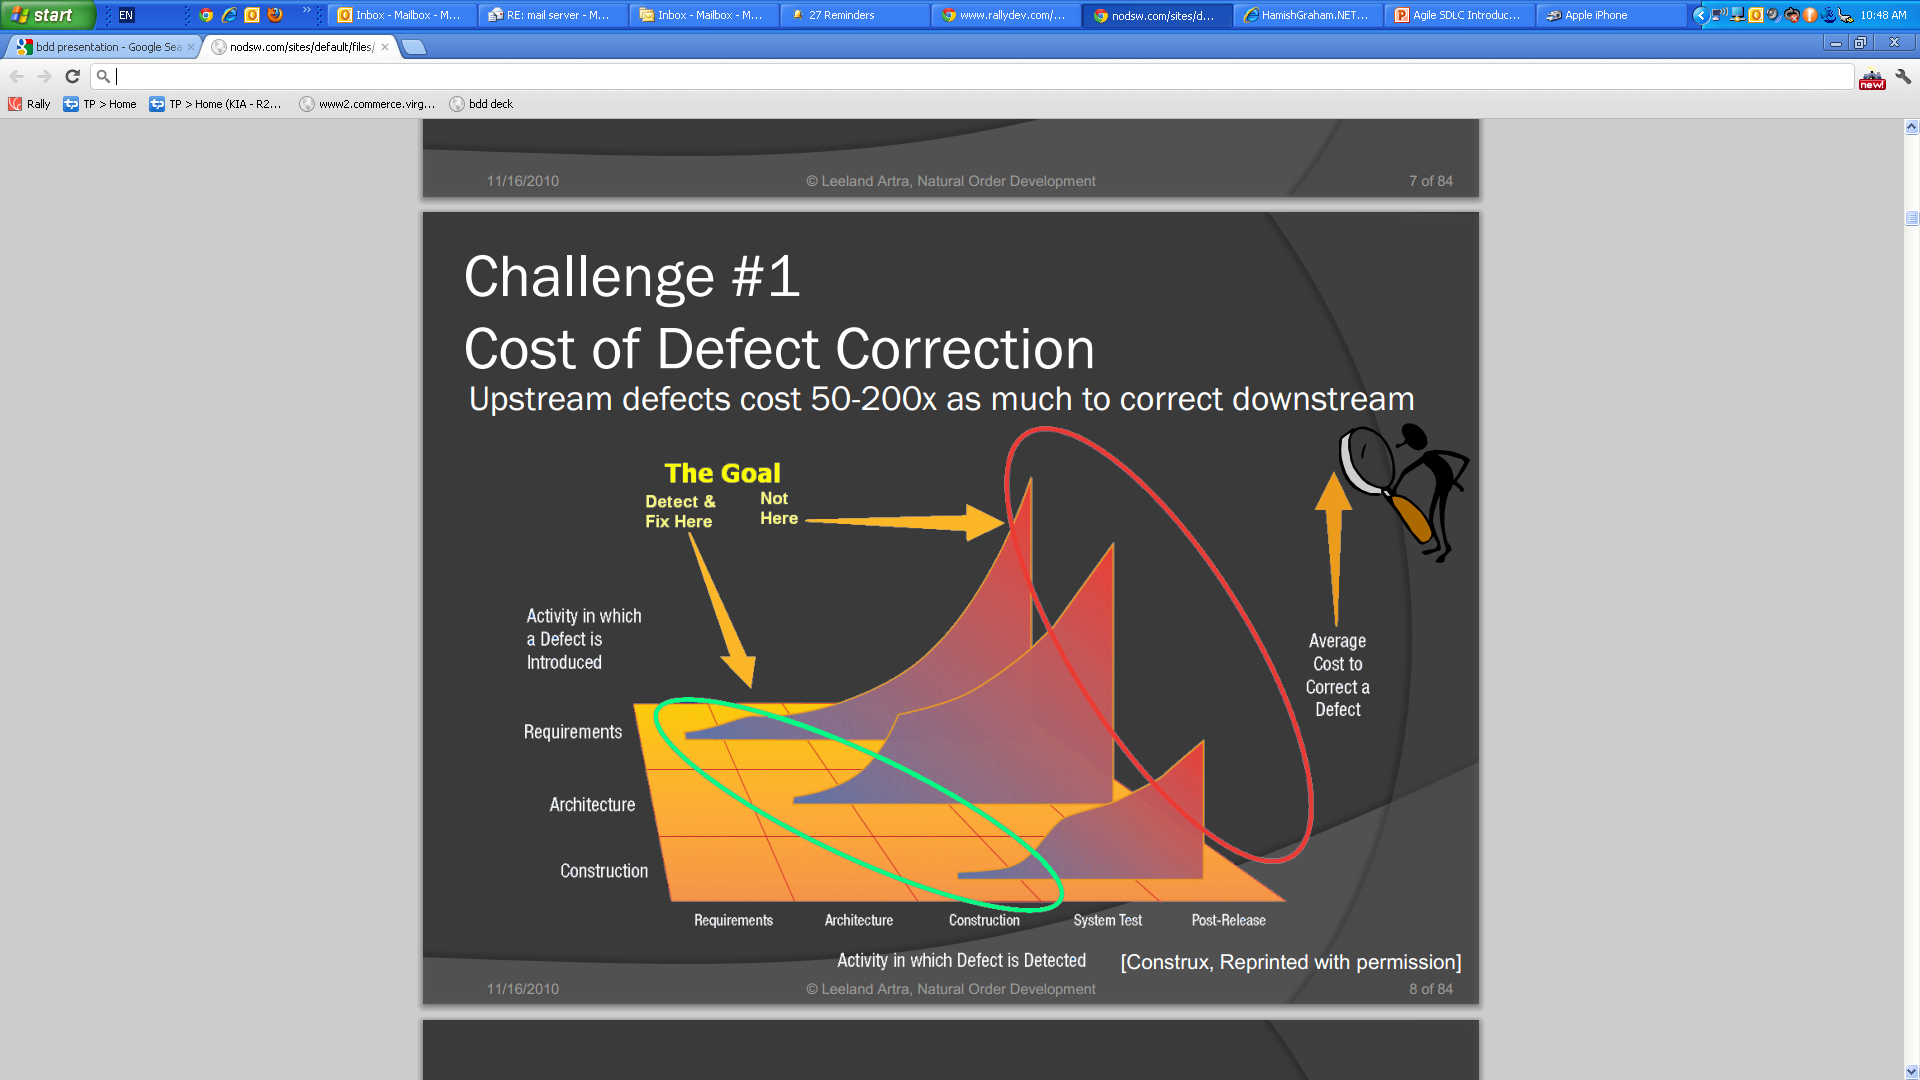 start
EN
Inbox - Mailbox - M...
RE: mail server - M...
Inbox - Mailbox - M...
27 Reminders
www.rallydev.com/...
nodsw.com/sites/d...
HamishGraham.NET...
Agile SDLC Introduc...
Apple iPhone
10:48 AM
bdd presentation - Google Sea
nodsw.com/sites/default/files/
new!
Rally
TP > Home
TP > Home (KIA - R2...
www2.commerce.virg...
bdd deck
11/16/2010
© Leeland Artra, Natural Order Development
7 of 84
Challenge #1
Cost of Defect Correction
Upstream defects cost 50-200x as much to correct downstream
The Goal
Detect &
Fix Here
Not
Here
Activity in which
a Defect is
Introduced
Average
Cost to
Correct a
Defect
Requirements
Architecture
Construction
Requirements
Architecture
Construction
System Test
Post-Release
Activity in which Defect is Detected
[Construx, Reprinted with permission]
11/16/2010
© Leeland Artra, Natural Order Development
8 of 84